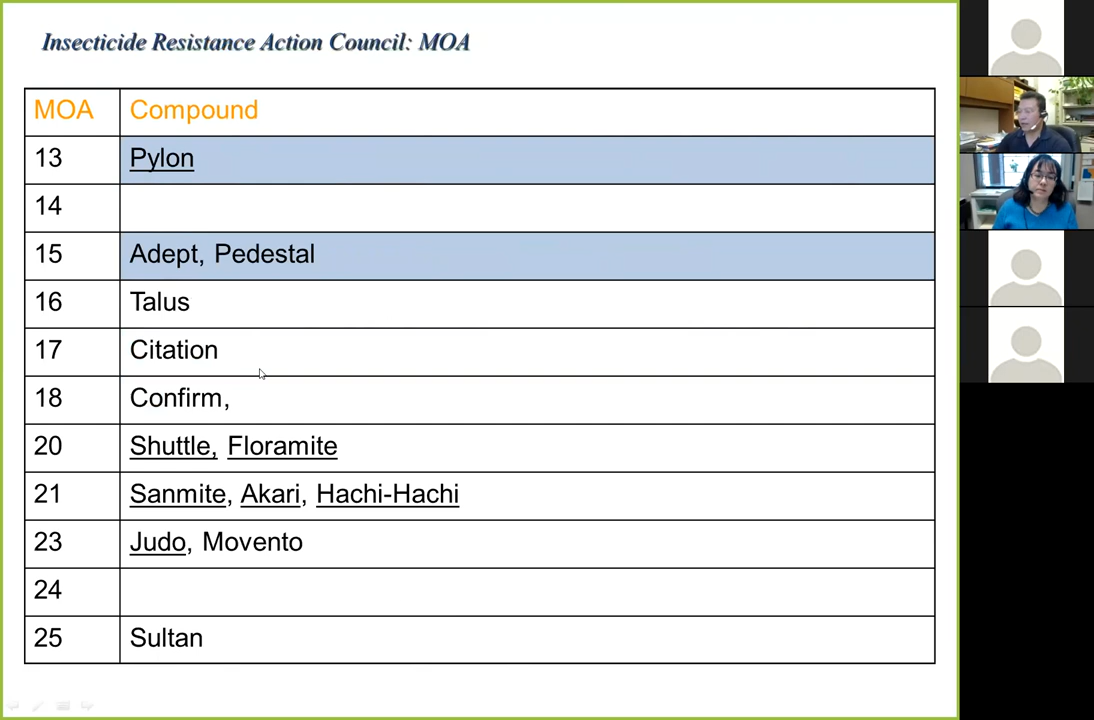 Insecticide Resistance Action Council: MOA
MOA Compound
13 Pylon
14
15 Adept, Pedestal
16 Talus
17 Citation
18 Confirm,
20 Shuttle, Floramite
21 Sanmite, Akari, Hachi-Hachi
23 Judo, Movento
24
25 Sultan